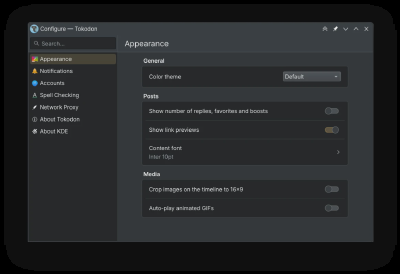 Configure — Tokodon
Search...
Appearance
Notifications
Accounts
Spell Checking
Network Proxy
About Tokodon
About KDE
Appearance
General
Color theme
Default
Posts
Show number of replies, favorites and boosts
Show link previews
Content font
Inter 10pt
Media
Crop images on the timeline to 16x9
Auto-play animated GIFs